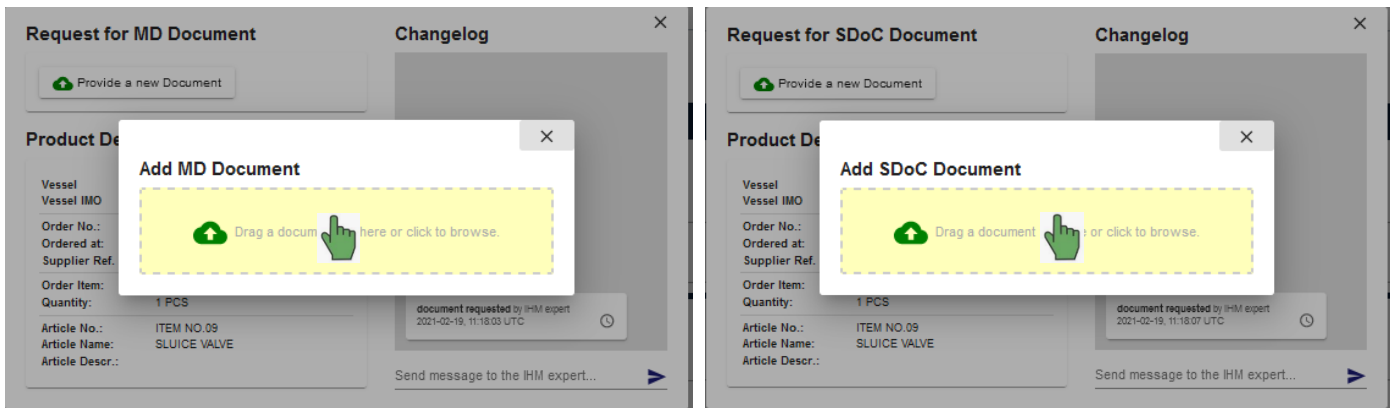 Request for MD Document
Changelog
Provide a new Document
Product De
Add MD Document
Drag a docum here or click to browse.
Vessel
Vessel IMO
Order No.:
Ordered at:
Supplier Ref.
Order Item:
Quantity: 1 PCS
Article No.: ITEM NO.09
Article Name: SLUICE VALVE
Article Descr.:
document requested by IHM expert
2021-02-19, 11:18:03 UTC
Send message to the IHM expert...
Request for SDoC Document
Changelog
Provide a new Document
Product De
Add SDoC Document
Drag a document e or click to browse.
Vessel
Vessel IMO
Order No.:
Ordered at:
Supplier Ref.
Order Item:
Quantity: 1 PCS
Article No.: ITEM NO.09
Article Name: SLUICE VALVE
Article Descr.:
document requested by IHM expert
2021-02-19, 11:18:07 UTC
Send message to the IHM expert...